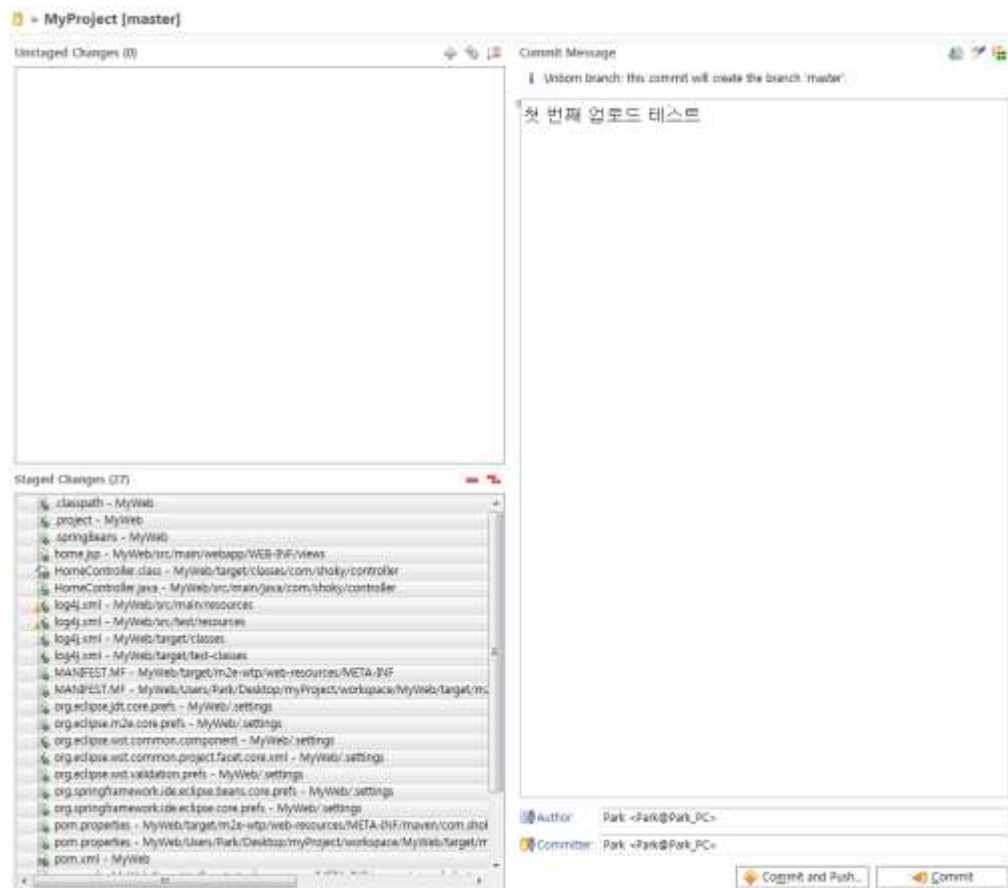 > MyProject [master]
Unstaged Changes (0)
Commit Message
Unborn branch: this commit will create the branch 'master'.
첫 번째 업로드 테스트
Staged Changes (27)
.classpath - MyWeb
.project - MyWeb
.springBeans - MyWeb
home.jsp - MyWeb/src/main/webapp/WEB-INF/views
HomeController.class - MyWeb/target/classes/com/shoky/controller
HomeController.java - MyWeb/src/main/java/com/shoky/controller
log4j.xml - MyWeb/src/main/resources
log4j.xml - MyWeb/src/test/resources
log4j.xml - MyWeb/target/classes
log4j.xml - MyWeb/target/test-classes
MANIFEST.MF - MyWeb/target/m2e-wtp/web-resources/META-INF
MANIFEST.MF - MyWeb/Users/Park/Desktop/myProject/workspace/MyWeb/target/m2
org.eclipse.jdt.core.prefs - MyWeb/.settings
org.eclipse.m2e.core.prefs - MyWeb/.settings
org.eclipse.wst.common.component - MyWeb/.settings
org.eclipse.wst.common.project.facet.core.xml - MyWeb/.settings
org.eclipse.wst.validation.prefs - MyWeb/.settings
org.springframework.ide.eclipse.beans.core.prefs - MyWeb/.settings
org.springframework.ide.eclipse.core.prefs - MyWeb/.settings
pom.properties - MyWeb/target/m2e-wtp/web-resources/META-INF/maven/com.shol
pom.properties - MyWeb/Users/Park/Desktop/myProject/workspace/MyWeb/target/m
pom.xml - MyWeb
Author: Park <Park@Park_PC>
Committer: Park <Park@Park_PC>
Commit and Push...
Commit